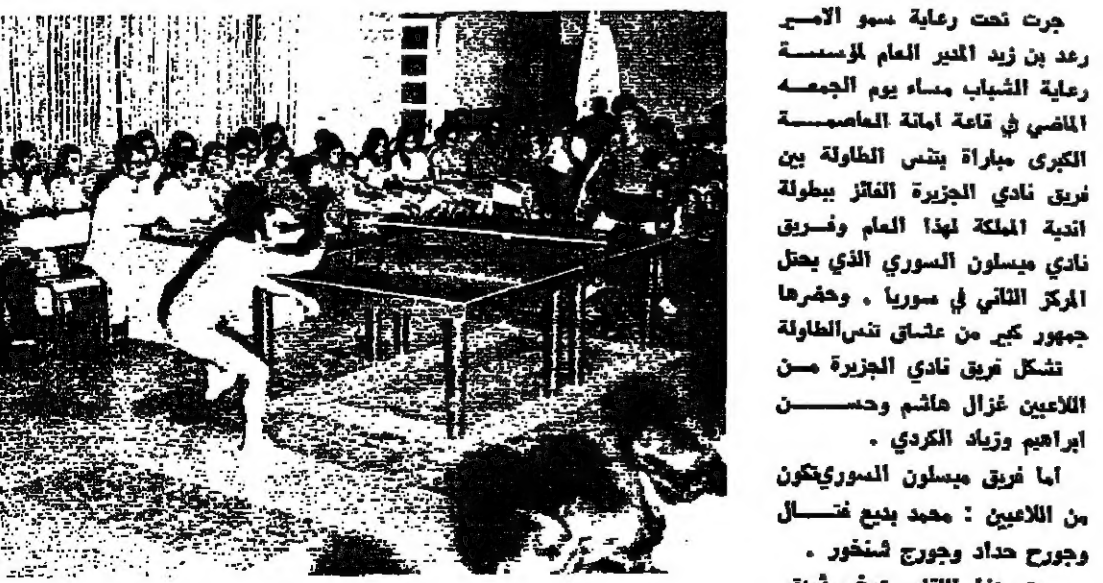 جرت تحت رعاية سمو الامير
رعد بن زيد المدير العام لمؤسسة
رعاية الشباب مساء يوم الجمعه
الماضي في قاعة امانة العاصمة
الكبرى مباراة بتنس الطاولة بين
فريق نادي الجزيرة الفائز ببطولة
اندية المملكة لهذا العام وفريق
نادي ميسلون السوري الذي يحتل
المركز الثاني في سوريا . وحضرها
جمهور كبير من عشاق تنس الطاولة
تشكل فريق نادي الجزيرة من
اللاعبين غزال هاشم وحسن
ابراهيم وزياد الكردي .
اما فريق ميسلون السوري تكون
من اللاعبين : محمد بديع فتال
وجورج حداد وجورج شنخور .